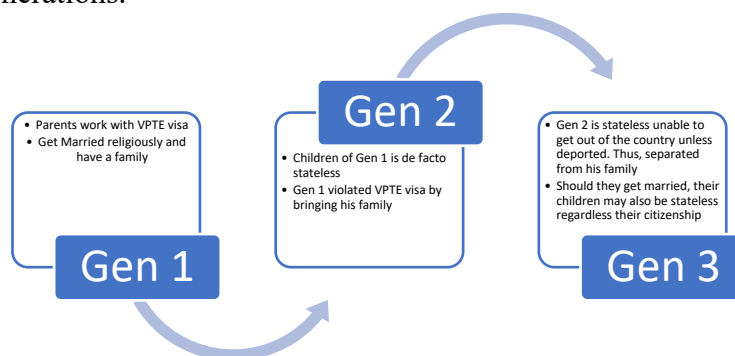 nerations.
• Parents work with VPTE visa
• Get Married religiously and
have a family
Gen 1
Gen 2
• Children of Gen 1 is de facto
stateless
• Gen 1 violated VPTE visa by
bringing his family
• Gen 2 is stateless unable to
get out of the country unless
deported. Thus, separated
from his family
• Should they get married, their
children may also be stateless
regardless their citizenship
Gen 3